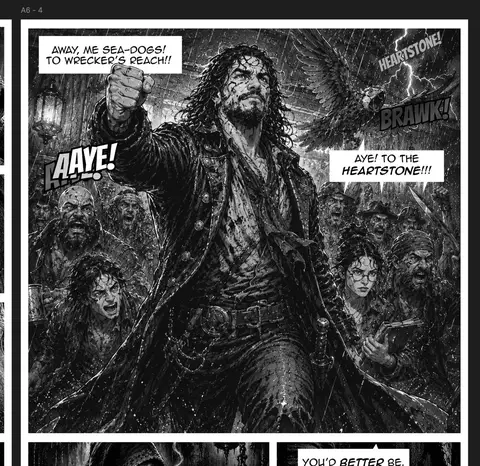 A6 - 4
AWAY, ME SEA-DOGS!
TO WRECKER'S REACH!!
HEARTSTONE!
BRAWK!
AAYE!
AYE! TO THE
HEARTSTONE!!!
YOU'D BETTER BE.